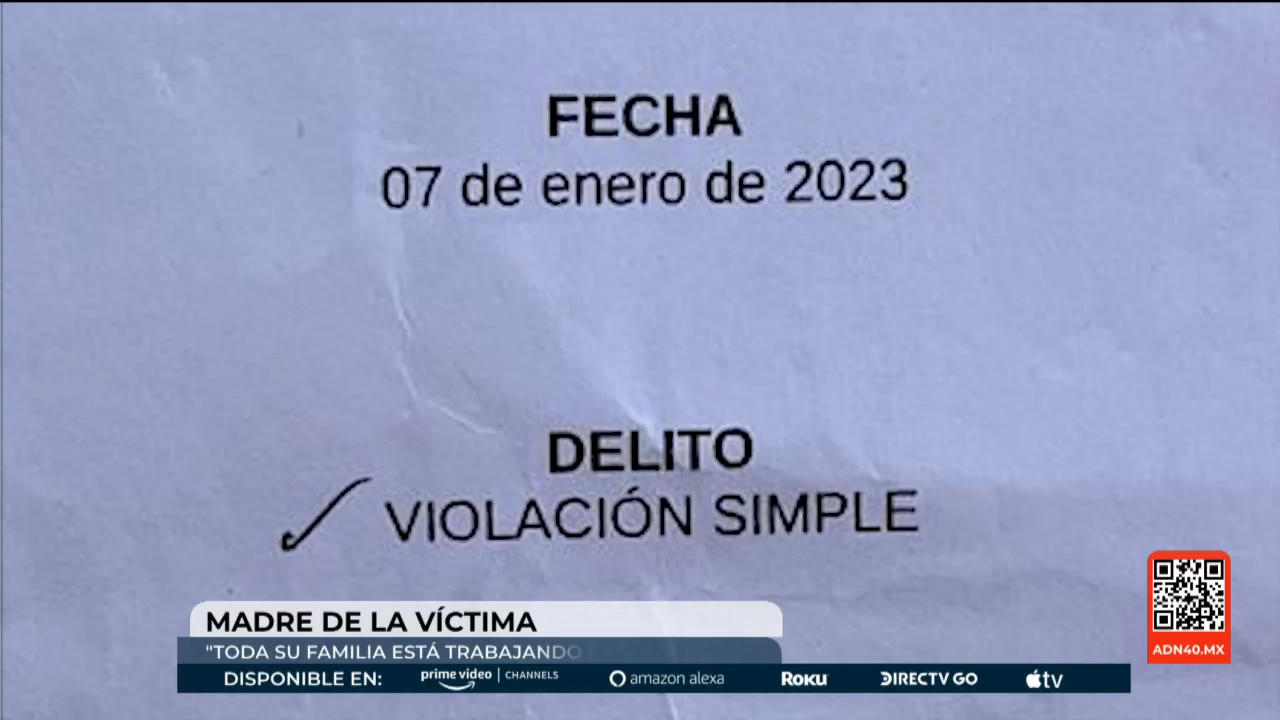 FECHA
07 de enero de 2023
DELITO
VIOLACIÓN SIMPLE
MADRE DE LA VÍCTIMA
"TODA SU FAMILIA ESTÁ TRABAJANDO
DISPONIBLE EN: prime video | CHANNELS amazon alexa Roku DIRECTV GO tv
ADN40.MX